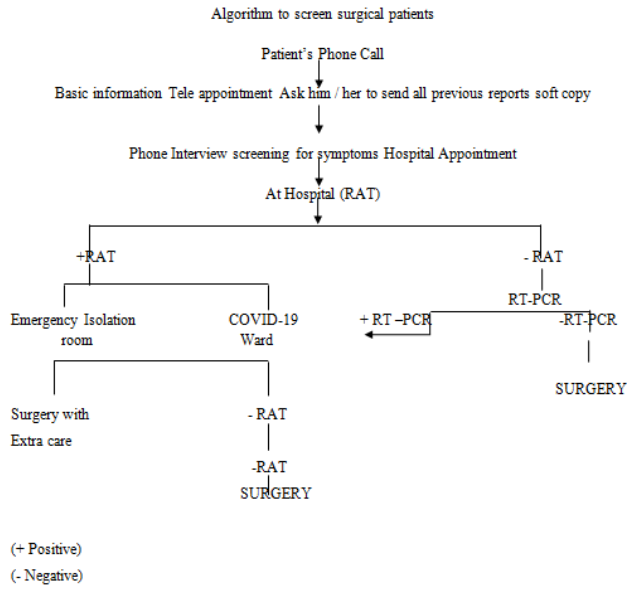 Algorithm to screen surgical patients
Patient's Phone Call
Basic information Tele appointment Ask him / her to send all previous reports soft copy
Phone Interview screening for symptoms Hospital Appointment
At Hospital (RAT)
+RAT
- RAT
RT-PCR
Emergency Isolation
room
COVID-19
Ward
+ RT –PCR
-RT-PCR
SURGERY
Surgery with
Extra care
- RAT
-RAT
SURGERY
(+ Positive)
(- Negative)